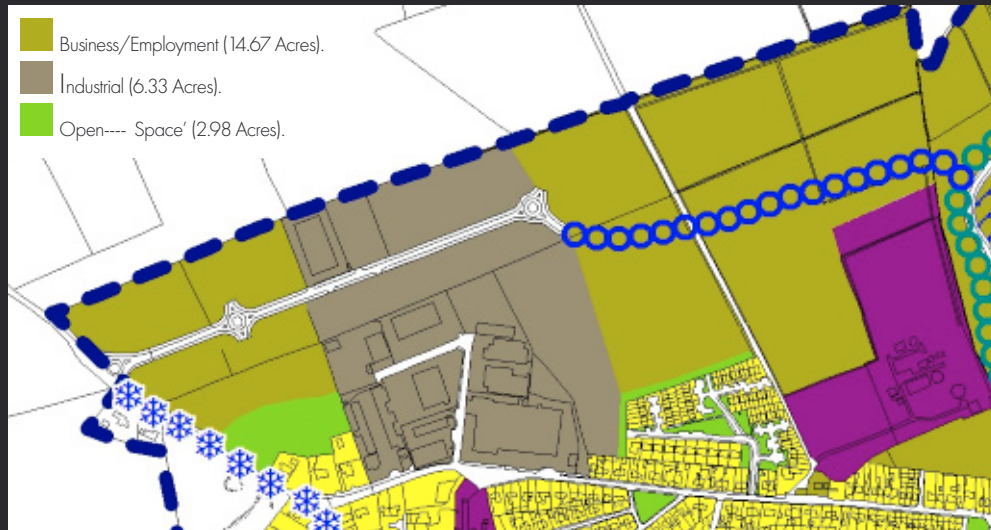 Business/Employment (14.67 Acres).
Industrial (6.33 Acres).
Open---- Space' (2.98 Acres).